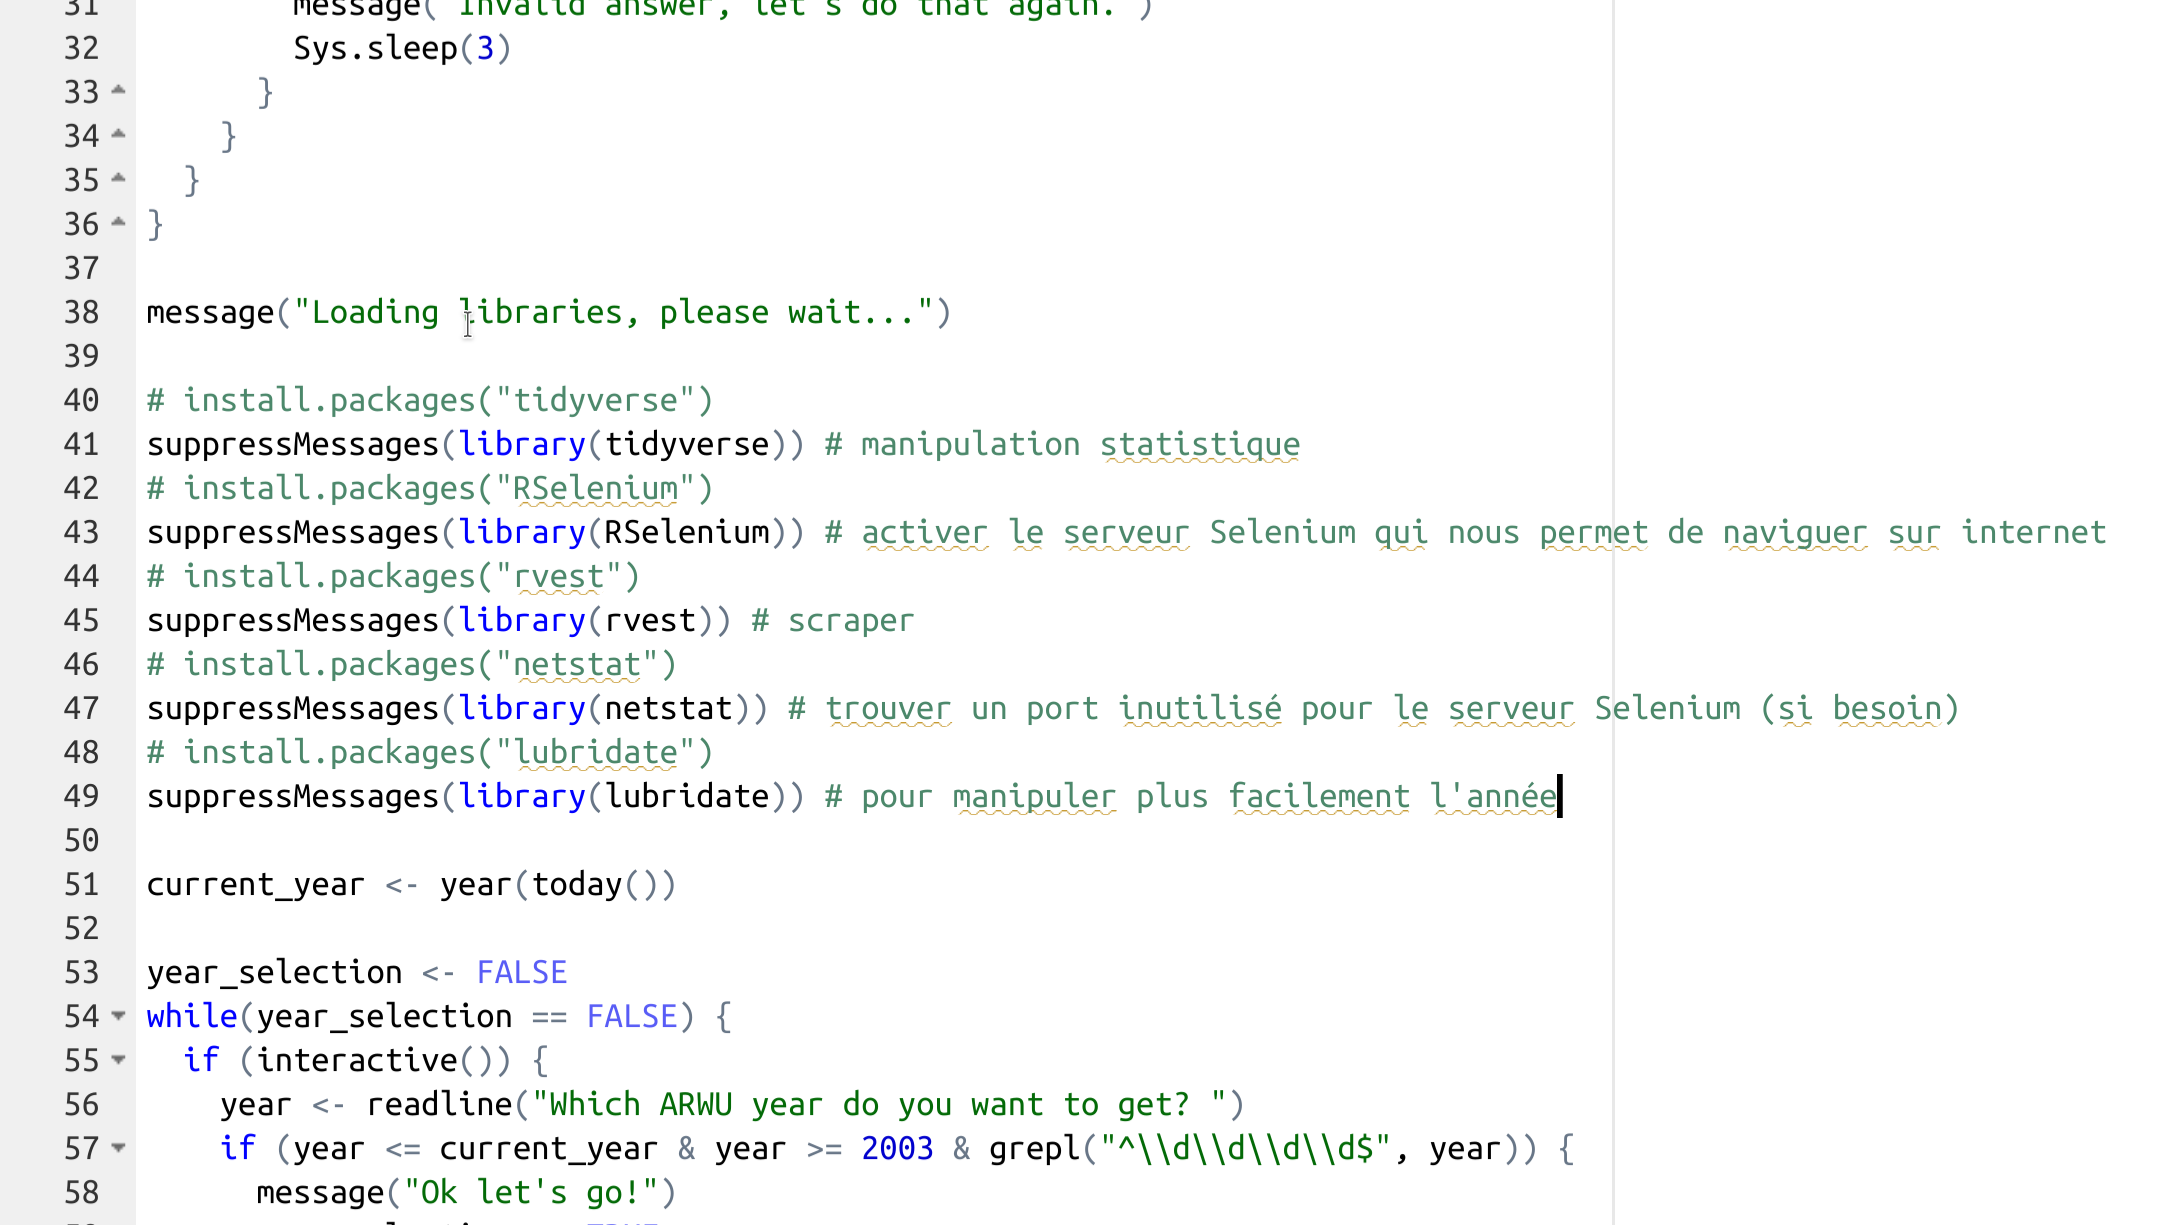 31 message("Invalid answer, let's do that again.")
32 Sys.sleep(3)
33 }
34 }
35 }
36 }
37
38 message("Loading libraries, please wait...")
39
40 # install.packages("tidyverse")
41 suppressMessages(library(tidyverse)) # manipulation statistique
42 # install.packages("RSelenium")
43 suppressMessages(library(RSelenium)) # activer le serveur Selenium qui nous permet de naviguer sur internet
44 # install.packages("rvest")
45 suppressMessages(library(rvest)) # scraper
46 # install.packages("netstat")
47 suppressMessages(library(netstat)) # trouver un port inutilisé pour le serveur Selenium (si besoin)
48 # install.packages("lubridate")
49 suppressMessages(library(lubridate)) # pour manipuler plus facilement l'année
50
51 current_year <- year(today())
52
53 year_selection <- FALSE
54 while(year_selection == FALSE) {
55 if (interactive()) {
56 year <- readline("Which ARWU year do you want to get? ")
57 if (year <= current_year & year >= 2003 & grepl("^\\d\\d\\d\\d$", year)) {
58 message("Ok let's go!")